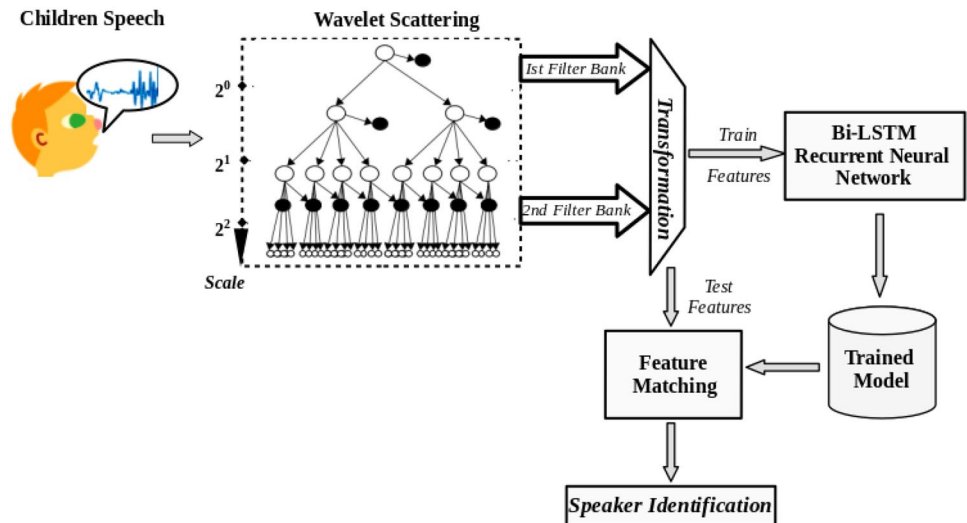 Children Speech
Wavelet Scattering
2⁰
2¹
2²
Scale
Ist Filter Bank
2nd Filter Bank
Transformation
Train
Features
Bi-LSTM
Recurrent Neural
Network
Test
Features
Feature
Matching
Trained
Model
Speaker Identification